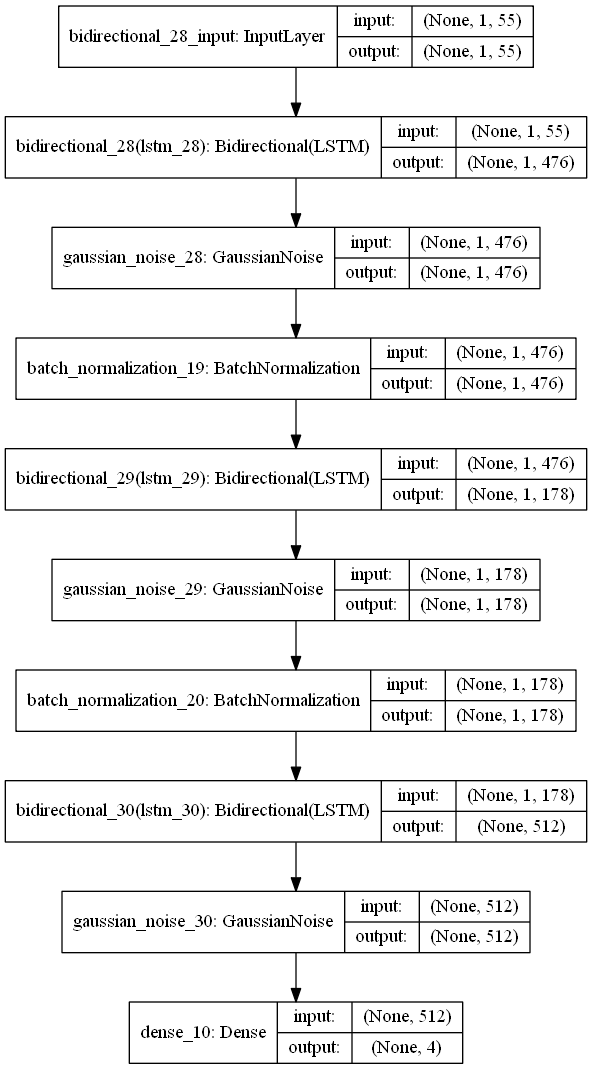 bidirectional_28_input: InputLayer
input: (None, 1, 55)
output: (None, 1, 55)
bidirectional_28(lstm_28): Bidirectional(LSTM)
input: (None, 1, 55)
output: (None, 1, 476)
gaussian_noise_28: GaussianNoise
input: (None, 1, 476)
output: (None, 1, 476)
batch_normalization_19: BatchNormalization
input: (None, 1, 476)
output: (None, 1, 476)
bidirectional_29(lstm_29): Bidirectional(LSTM)
input: (None, 1, 476)
output: (None, 1, 178)
gaussian_noise_29: GaussianNoise
input: (None, 1, 178)
output: (None, 1, 178)
batch_normalization_20: BatchNormalization
input: (None, 1, 178)
output: (None, 1, 178)
bidirectional_30(lstm_30): Bidirectional(LSTM)
input: (None, 1, 178)
output: (None, 512)
gaussian_noise_30: GaussianNoise
input: (None, 512)
output: (None, 512)
dense_10: Dense
input: (None, 512)
output: (None, 4)